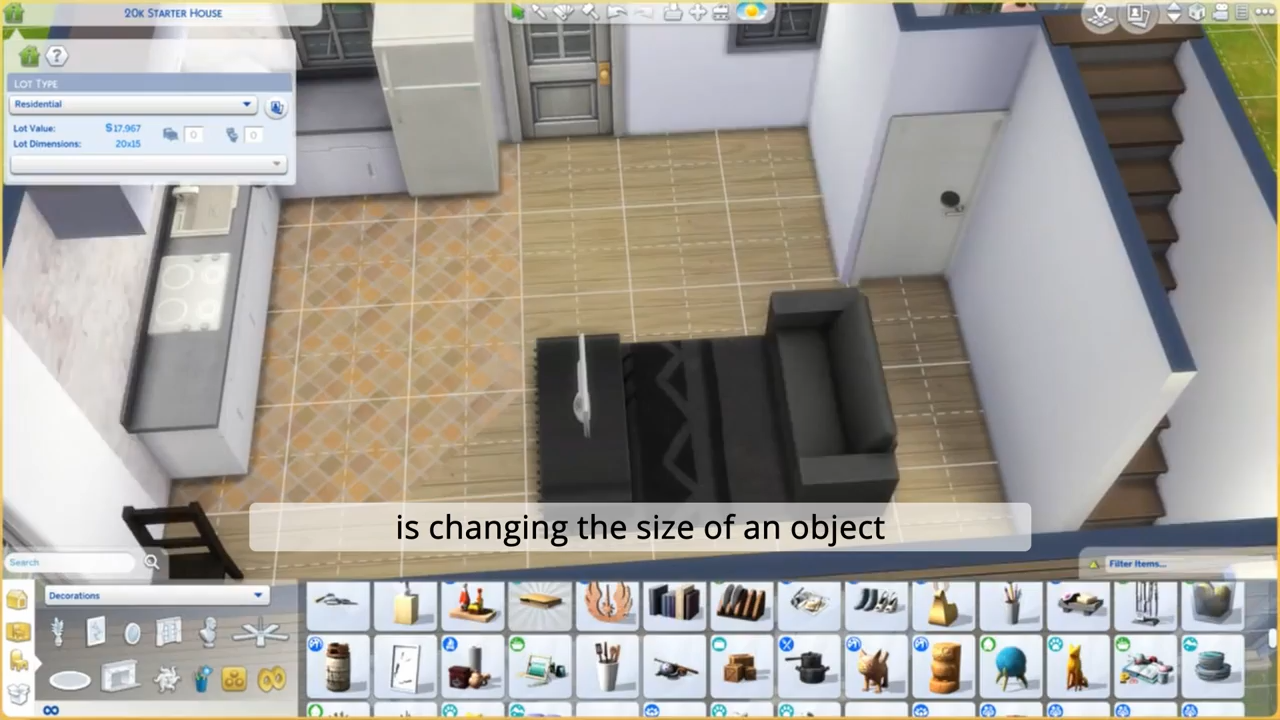 20k Starter House
?
Lot Type
Residential
Lot Value: §17,967 0 0
Lot Dimensions: 20x15
is changing the size of an object
Search
Filter Items...
Decorations